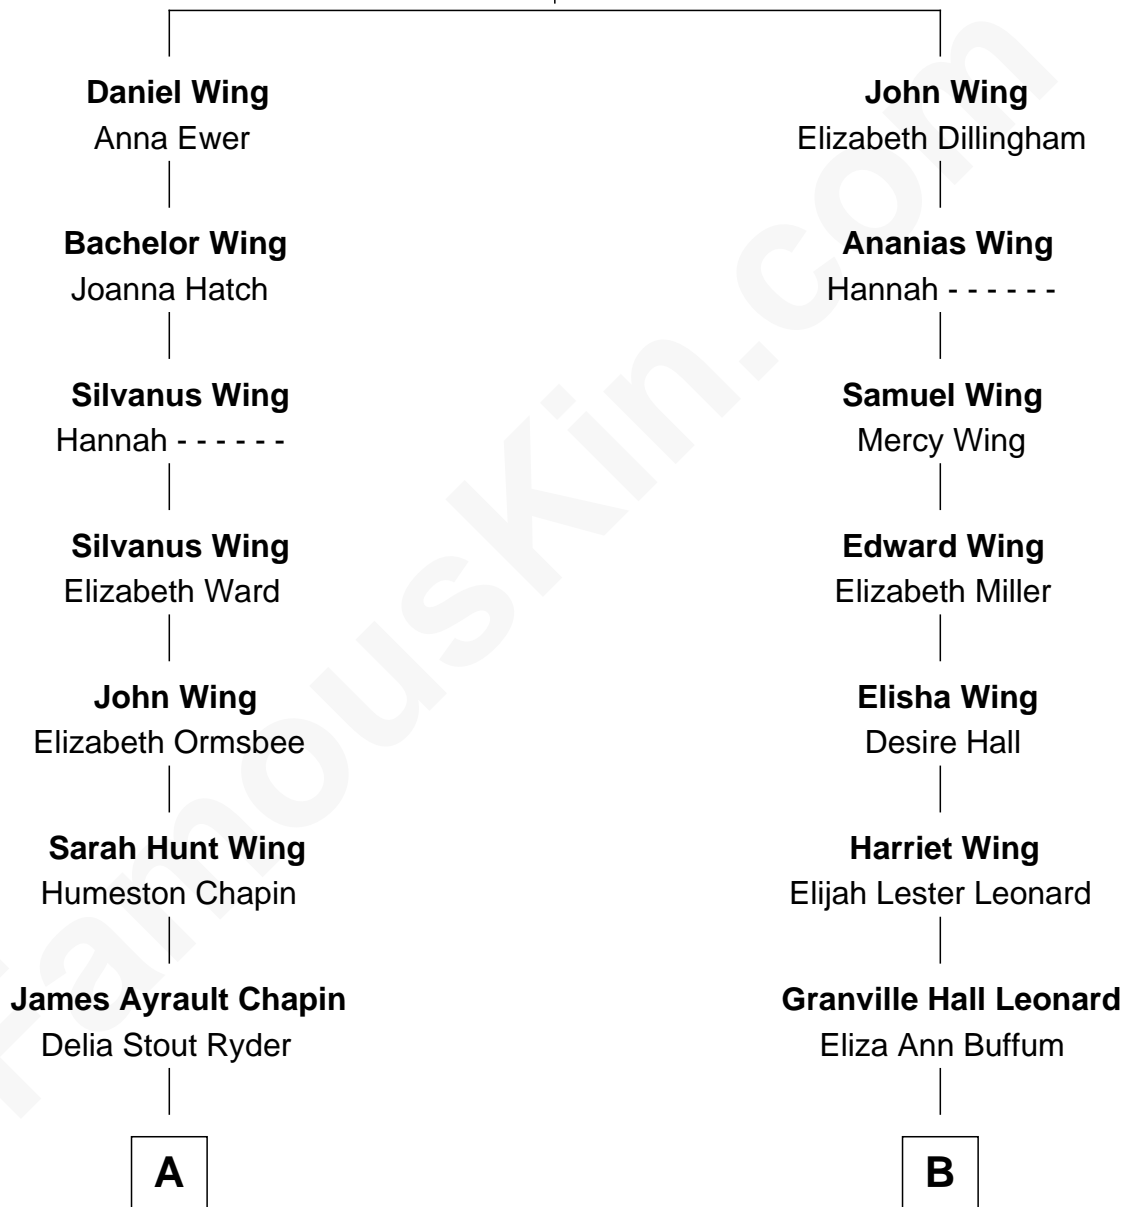 Daniel Wing
Anna Ewer
Bachelor Wing
Joanna Hatch
Silvanus Wing
Hannah - - - - - -
Silvanus Wing
Elizabeth Ward
John Wing
Elizabeth Ormsbee
Sarah Hunt Wing
Humeston Chapin
James Ayrault Chapin
Delia Stout Ryder
A
John Wing
Elizabeth Dillingham
Ananias Wing
Hannah - - - - - -
Samuel Wing
Mercy Wing
Edward Wing
Elizabeth Miller
Elisha Wing
Desire Hall
Harriet Wing
Elijah Lester Leonard
Granville Hall Leonard
Eliza Ann Buffum
B
FamousKin.com